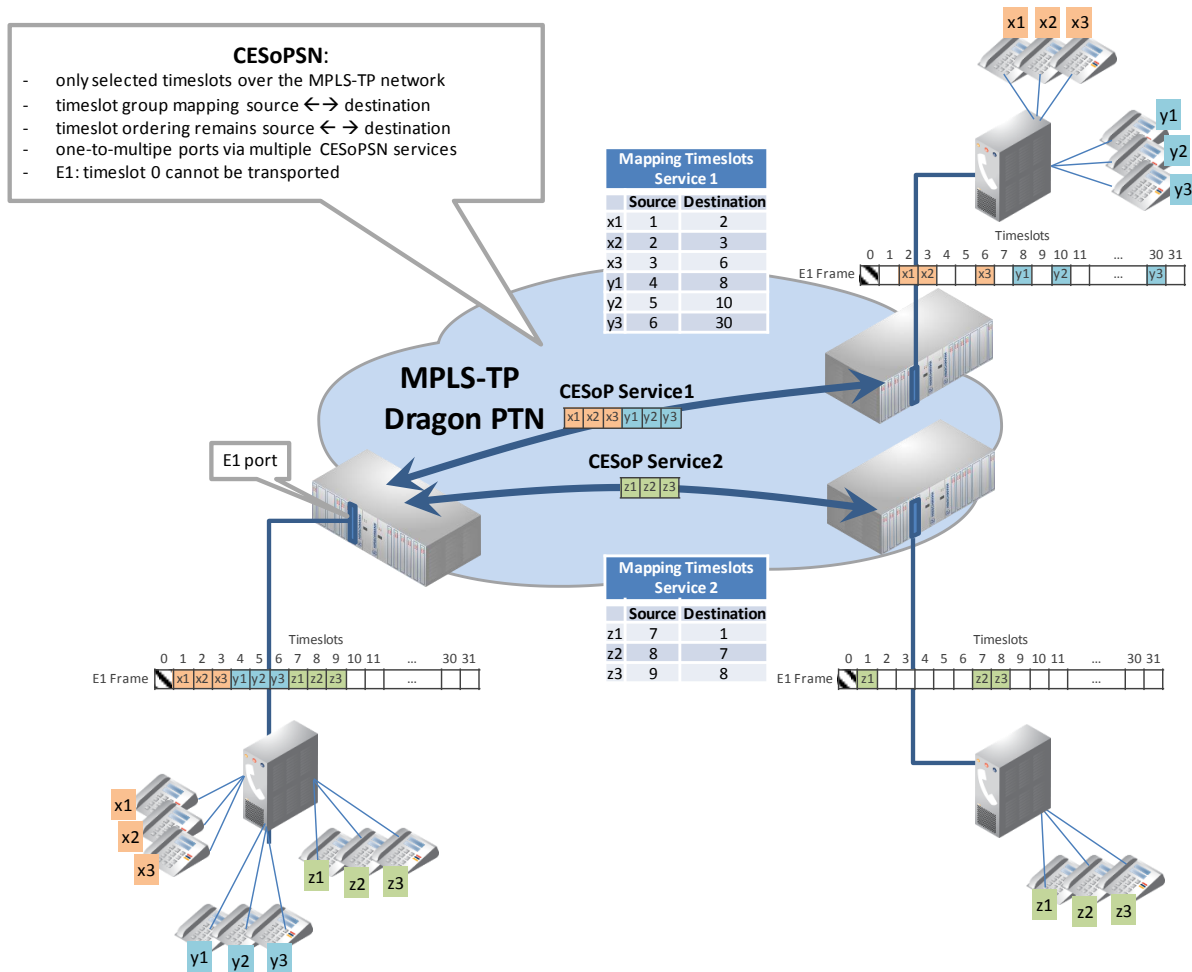 CESoPSN:
- only selected timeslots over the MPLS-TP network
- timeslot group mapping source ←→ destination
- timeslot ordering remains source ← → destination
- one-to-multipe ports via multiple CESoPSN services
- E1: timeslot 0 cannot be transported
x1 x2 x3
y1
y2
y3
Mapping Timeslots
Service 1
Source Destination
x1 1 2
x2 2 3
x3 3 6
y1 4 8
y2 5 10
y3 6 30
Timeslots
0 1 2 3 4 5 6 7 8 9 10 11 ... 30 31
E1 Frame x1 x2 x3 y1 y2 ... y3
MPLS-TP
Dragon PTN
CESoP Service1
x1 x2 x3 y1 y2 y3
E1 port
CESoP Service2
z1 z2 z3
Mapping Timeslots
Service 2
Source Destination
z1 7 1
z2 8 7
z3 9 8
Timeslots
0 1 2 3 4 5 6 7 8 9 10 11 ... 30 31
E1 Frame x1 x2 x3 y1 y2 y3 z1 z2 z3 ...
Timeslots
0 1 2 3 4 5 6 7 8 9 10 11 ... 30 31
E1 Frame z1 z2 z3 ...
x1
x2
x3
z1 z2 z3
y1 y2 y3
z1 z2 z3